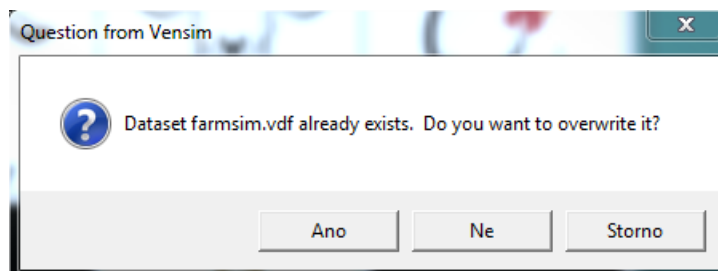 Question from Vensim
Dataset farmsim.vdf already exists. Do you want to overwrite it?
Ano
Ne
Storno